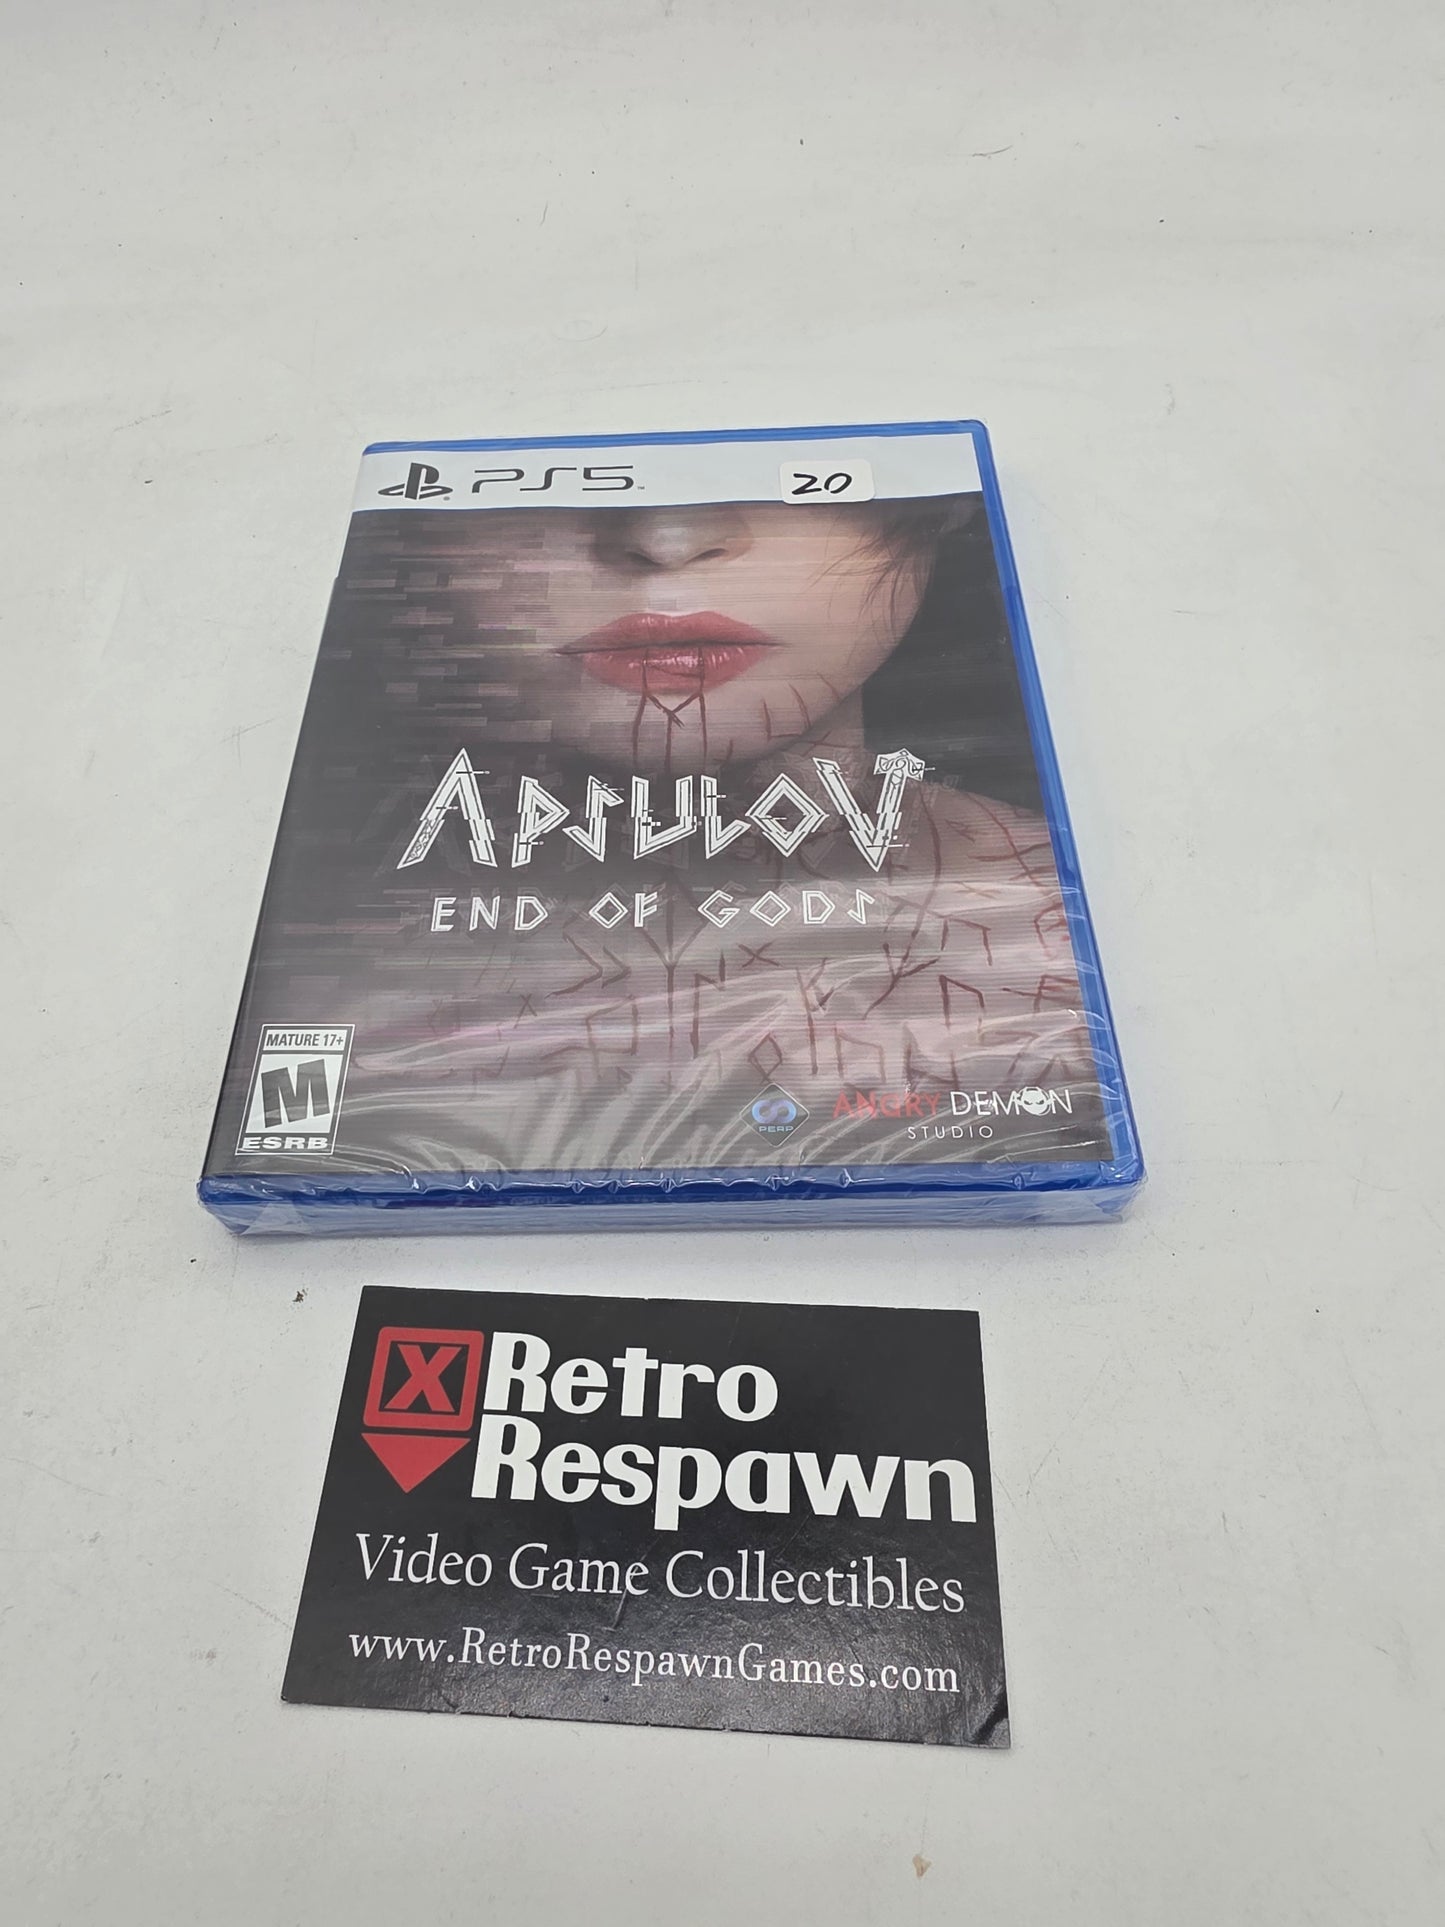 PS5
20
APSULOV
END OF GODS
MATURE 17+
M
ESRB
PERP
ANGRY DEMON
STUDIO
X
Retro
Respawn
Video Game Collectibles
www.RetroRespawnGames.com